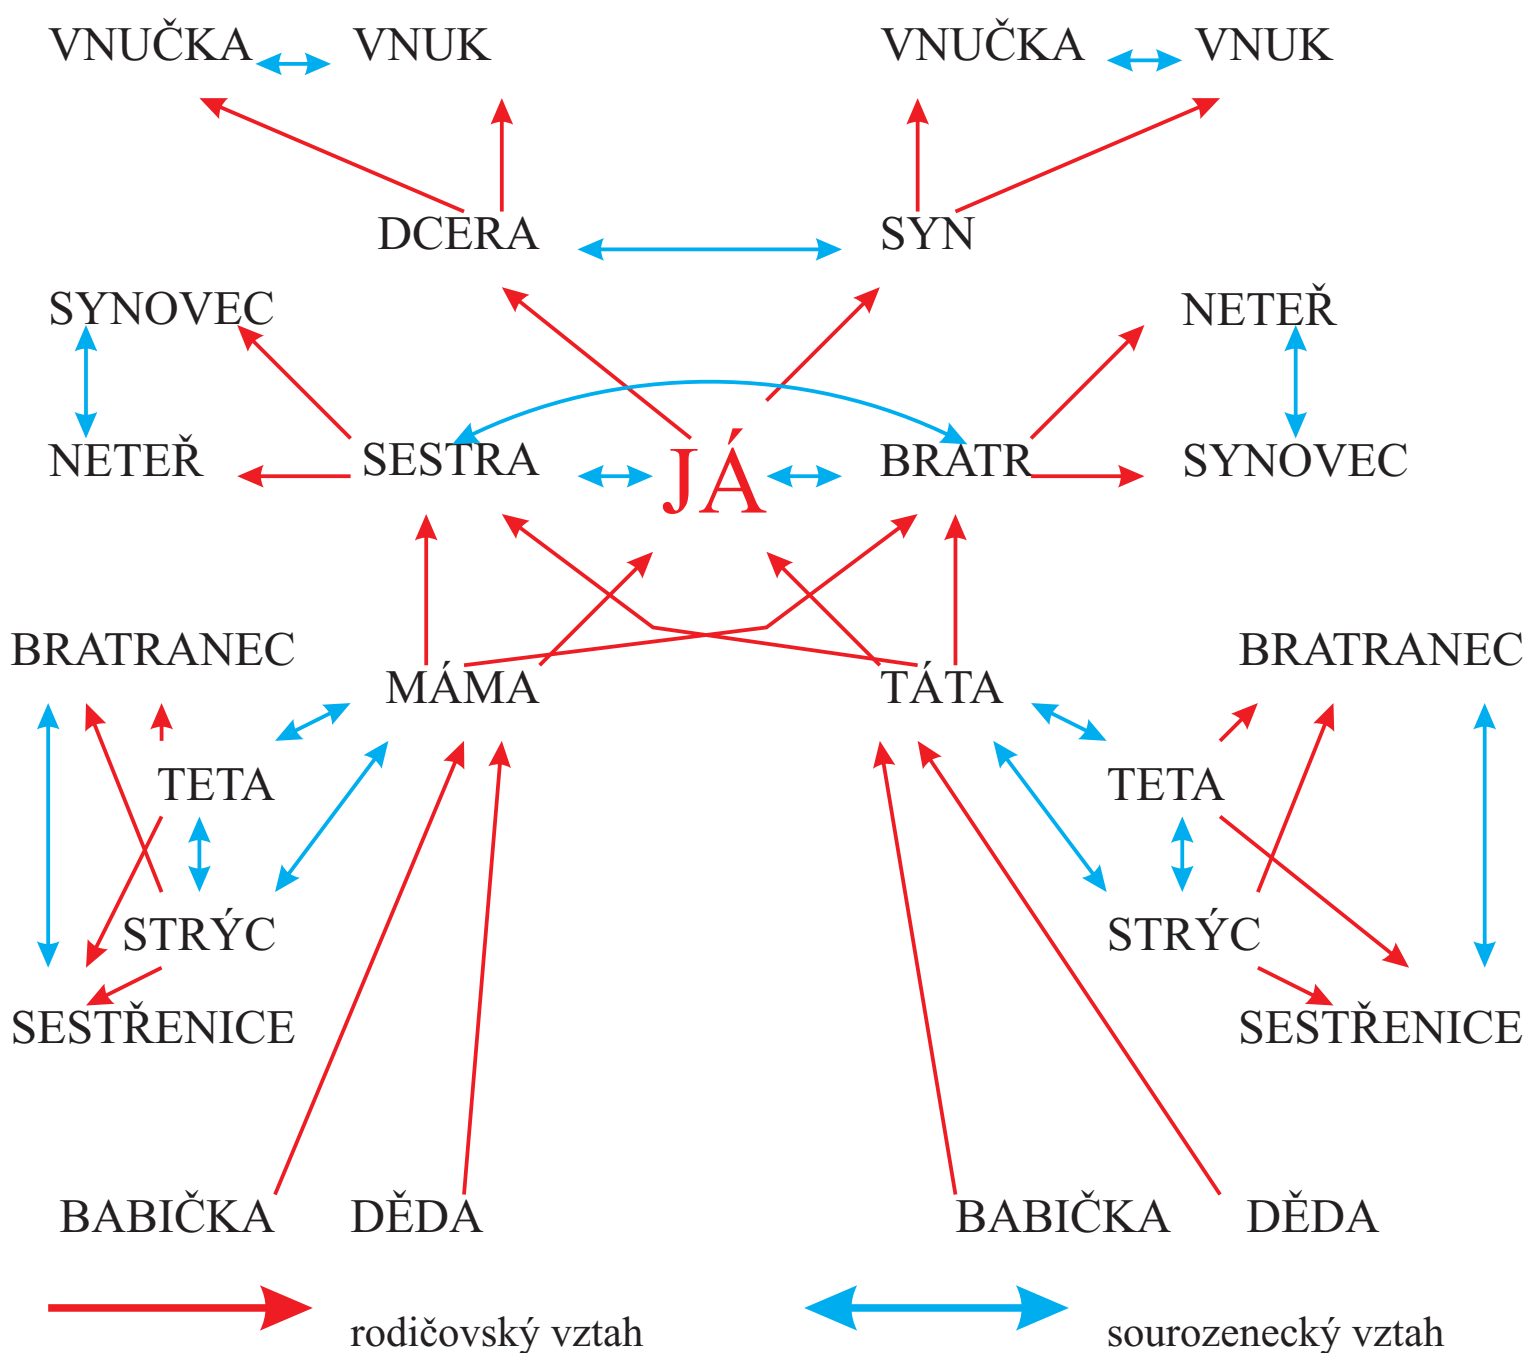 VNUČKA VNUK VNUČKA VNUK
DCERA SYN
SYNOVEC NETEŘ
NETEŘ SESTRA JÁ BRATR SYNOVEC
BRATRANEC BRATRANEC
MÁMA TÁTA
TETA TETA
STRÝC STRÝC
SESTŘENICE SESTŘENICE
BABIČKA DĚDA BABIČKA DĚDA
rodičovský vztah sourozenecký vztah